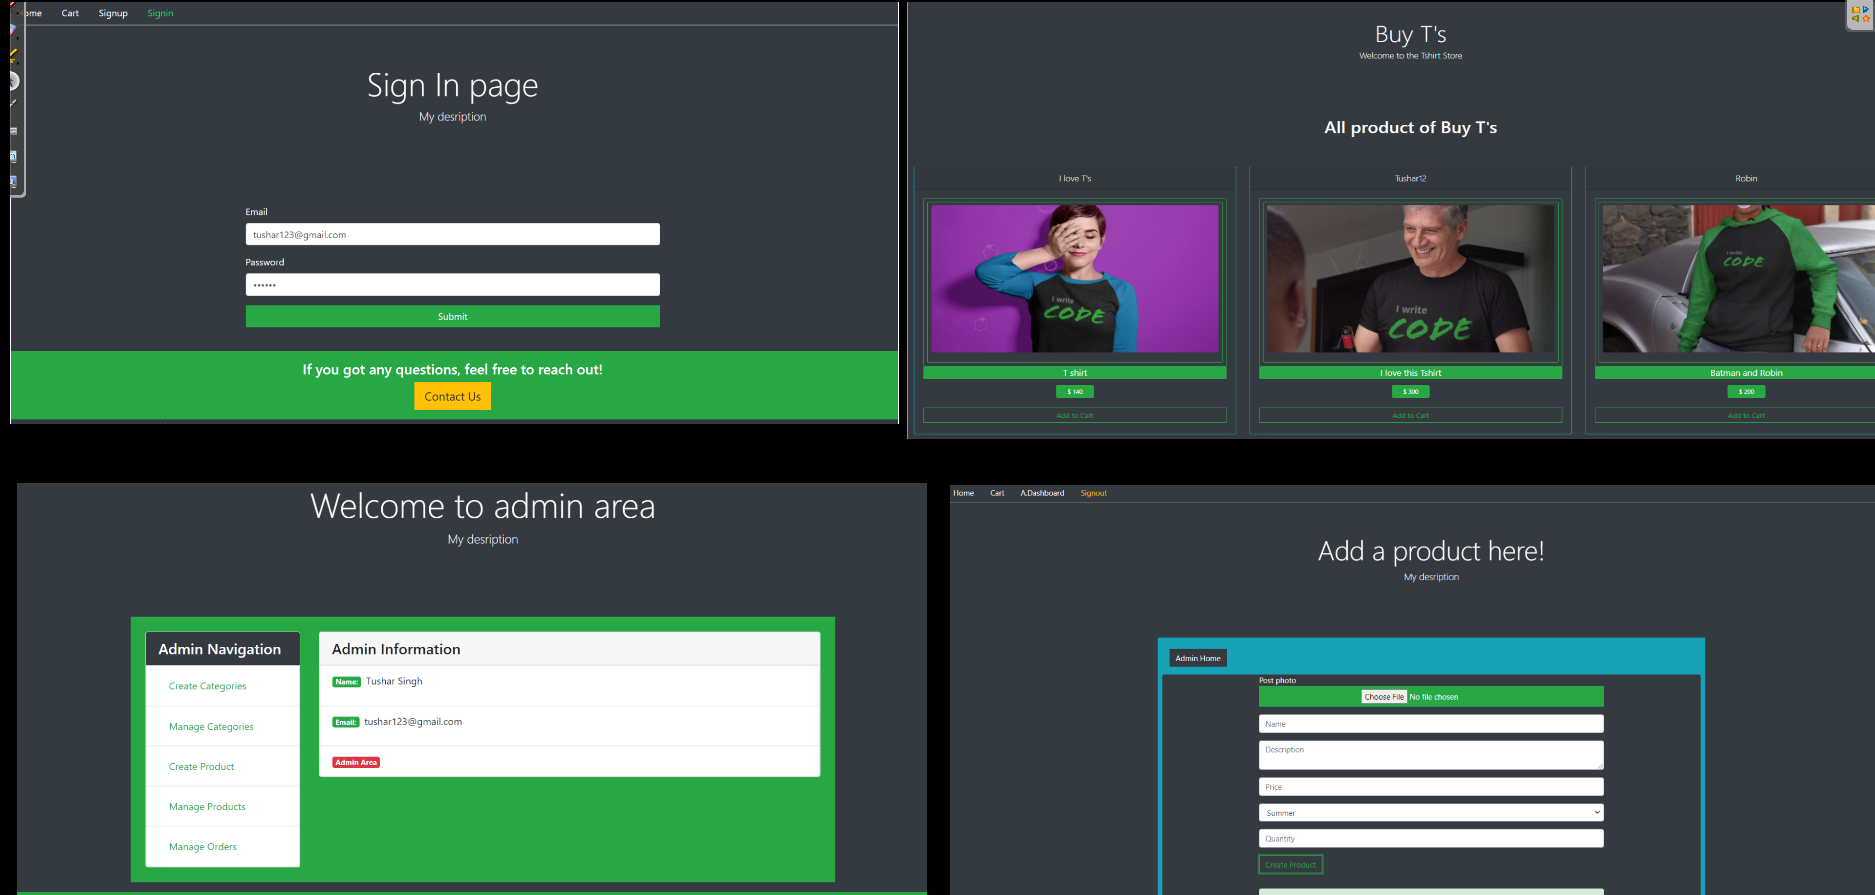 ome Cart Signup Signin
Sign In page
My desription
Email
tushar123@gmail.com
Password
••••••
Submit
If you got any questions, feel free to reach out!
Contact Us
Buy T's
Welcome to the Tshirt Store
All product of Buy T's
I love T's
I write
CODE
T shirt
$ 140
Add to Cart
Tushar12
I write
CODE
I love this Tshirt
$ 300
Add to Cart
Robin
I write
CODE
Batman and Robin
$ 200
Add to Cart
Welcome to admin area
My desription
Admin Navigation
Create Categories
Manage Categories
Create Product
Manage Products
Manage Orders
Admin Information
Name: Tushar Singh
Email: tushar123@gmail.com
Admin Area
Home Cart A.Dashboard Signout
Add a product here!
My desription
Admin Home
Post photo
Choose File No file chosen
Name
Description
Price
Summer
Quantity
Create Product